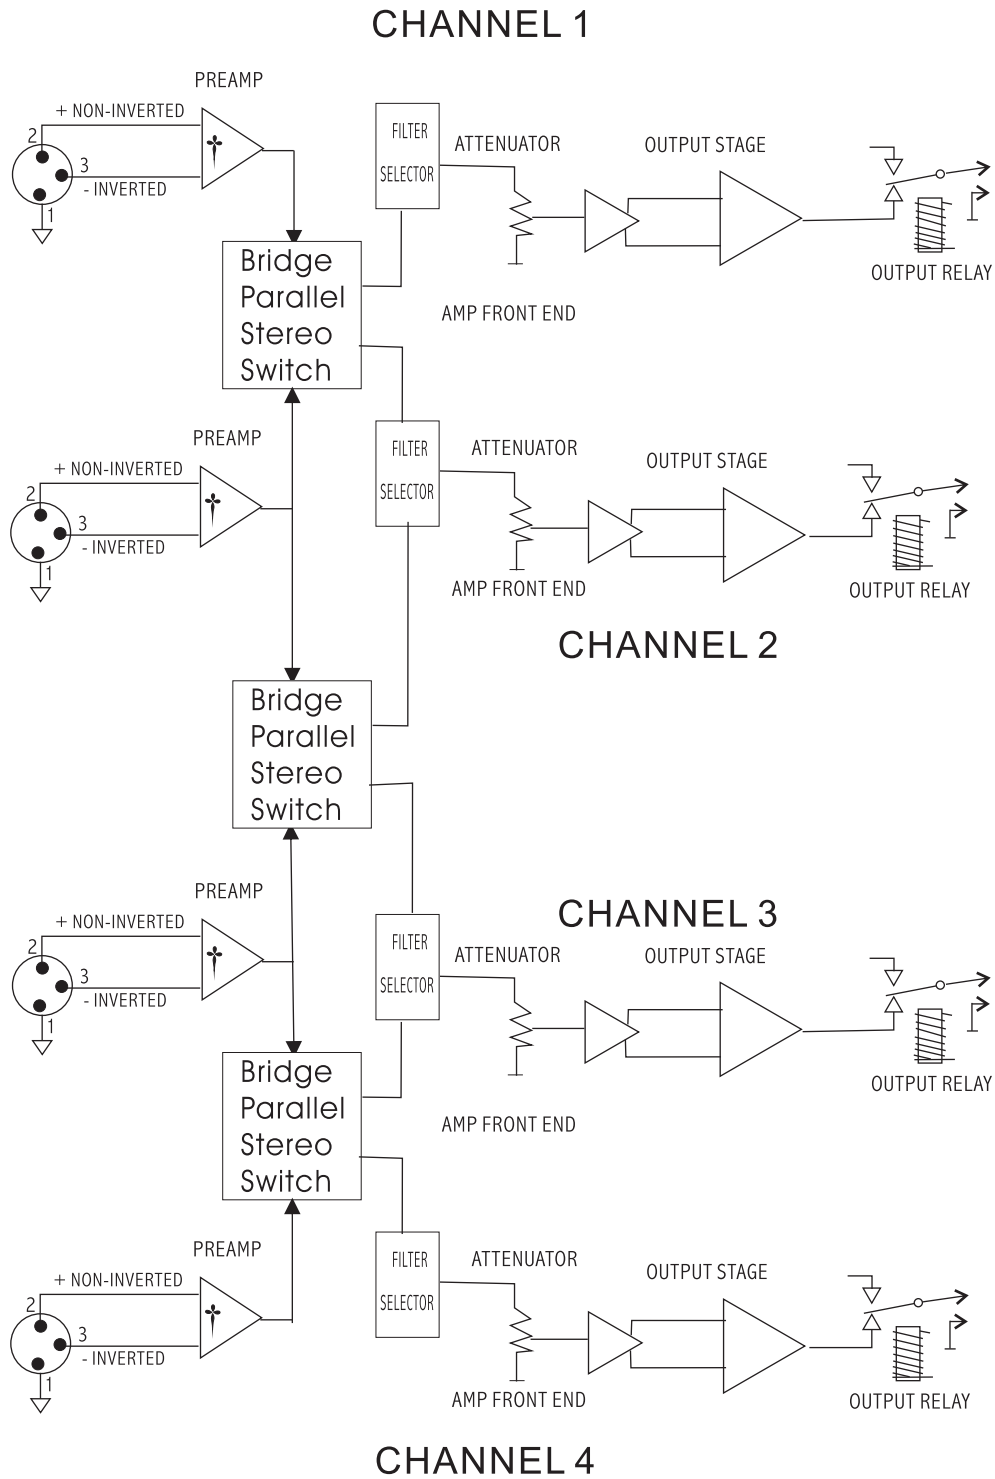 CHANNEL 1
PREAMP
+ NON-INVERTED
2
3
- INVERTED
1
FILTER
SELECTOR
ATTENUATOR
OUTPUT STAGE
OUTPUT RELAY
AMP FRONT END
Bridge
Parallel
Stereo
Switch
PREAMP
+ NON-INVERTED
2
3
- INVERTED
1
FILTER
SELECTOR
ATTENUATOR
OUTPUT STAGE
AMP FRONT END
OUTPUT RELAY
CHANNEL 2
Bridge
Parallel
Stereo
Switch
CHANNEL 3
PREAMP
+ NON-INVERTED
2
3
- INVERTED
1
FILTER
SELECTOR
ATTENUATOR
OUTPUT STAGE
OUTPUT RELAY
AMP FRONT END
Bridge
Parallel
Stereo
Switch
PREAMP
+ NON-INVERTED
2
3
- INVERTED
1
FILTER
SELECTOR
ATTENUATOR
OUTPUT STAGE
AMP FRONT END
OUTPUT RELAY
CHANNEL 4